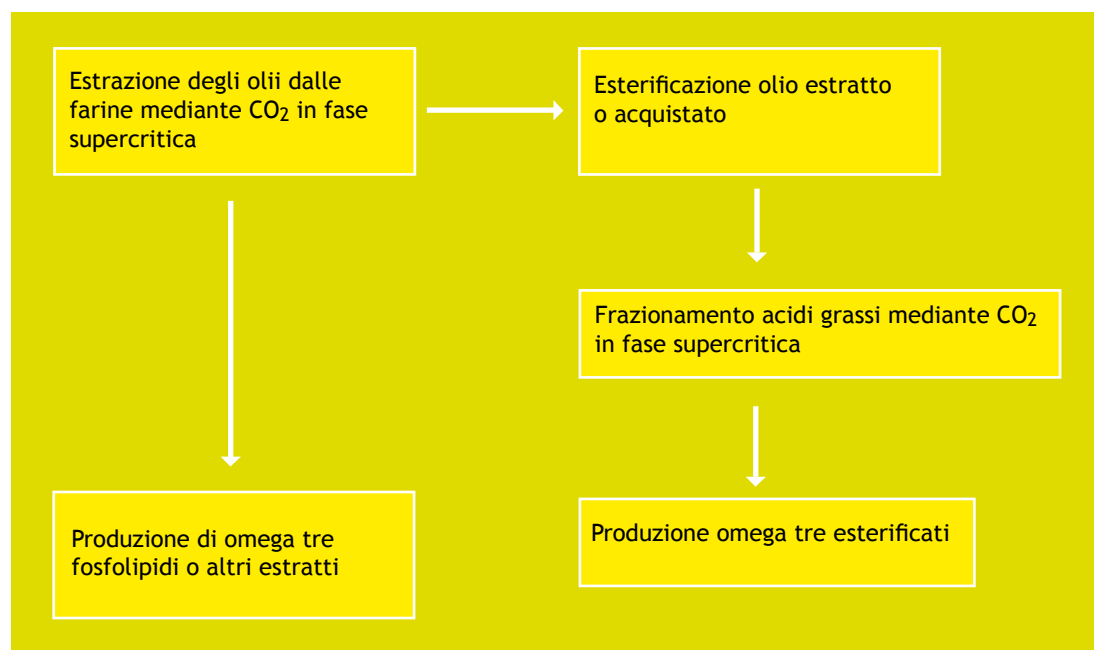 Estrazione degli olii dalle
farine mediante CO2 in fase
supercritica
Esterificazione olio estratto
o acquistato
Frazionamento acidi grassi mediante CO2
in fase supercritica
Produzione di omega tre
fosfolipidi o altri estratti
Produzione omega tre esterificati